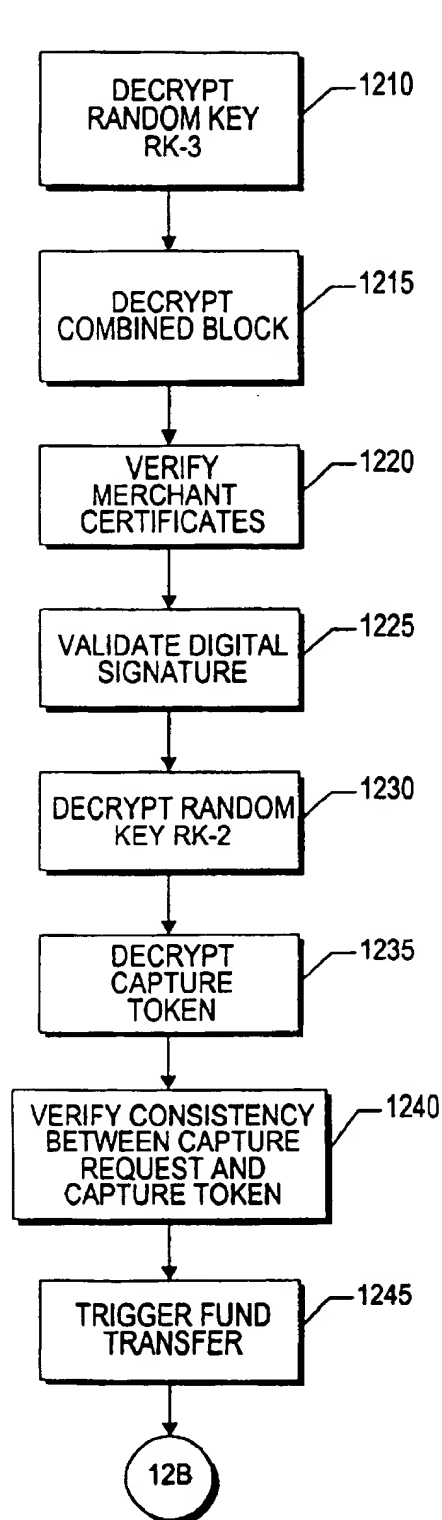 DECRYPT
RANDOM KEY
RK-3
1210
DECRYPT
COMBINED BLOCK
1215
VERIFY
MERCHANT
CERTIFICATES
1220
VALIDATE DIGITAL
SIGNATURE
1225
DECRYPT RANDOM
KEY RK-2
1230
DECRYPT
CAPTURE
TOKEN
1235
VERIFY CONSISTENCY
BETWEEN CAPTURE
REQUEST AND
CAPTURE TOKEN
1240
TRIGGER FUND
TRANSFER
1245
12B